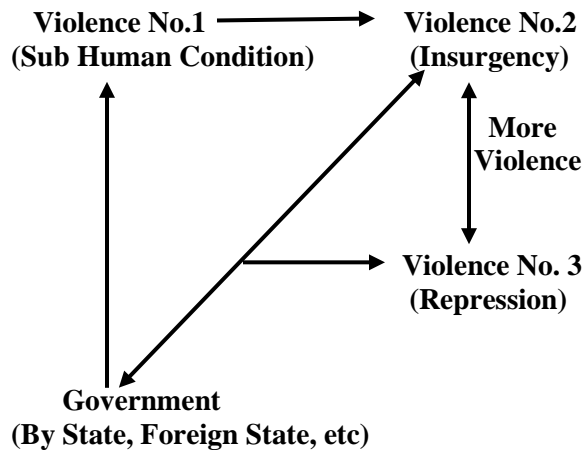 Violence No.1
(Sub Human Condition)
Violence No.2
(Insurgency)
More
Violence
Violence No. 3
(Repression)
Government
(By State, Foreign State, etc)